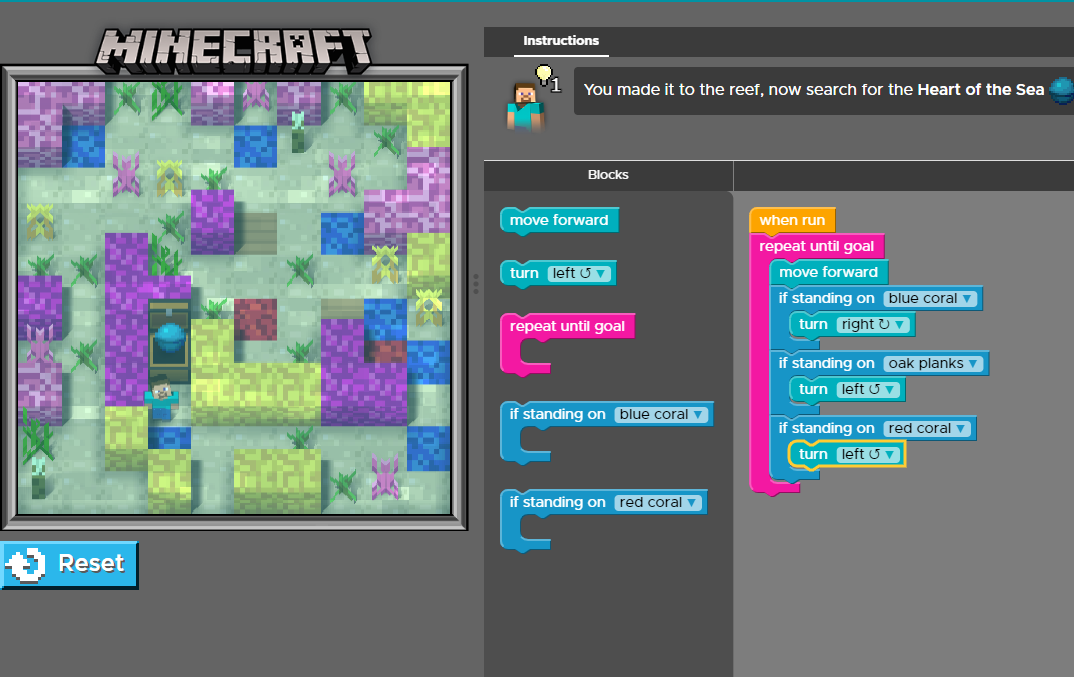 MINECRAFT
Instructions
1
You made it to the reef, now search for the Heart of the Sea
Blocks
move forward
turn left ↺ ▼
repeat until goal
if standing on blue coral ▼
if standing on red coral ▼
when run
repeat until goal
move forward
if standing on blue coral ▼
turn right ↻ ▼
if standing on oak planks ▼
turn left ↺ ▼
if standing on red coral ▼
turn left ↺ ▼
Reset